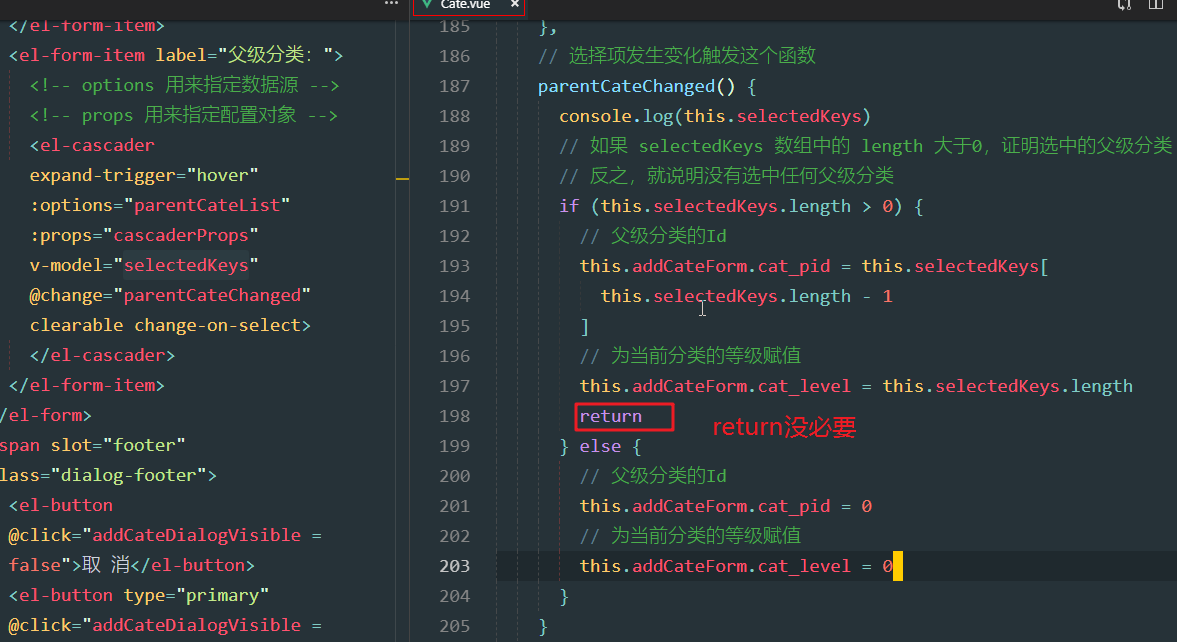 Cate.vue ×
</el-form-item>
<el-form-item label="父级分类：">
<!-- options 用来指定数据源 -->
<!-- props 用来指定配置对象 -->
<el-cascader
expand-trigger="hover"
:options="parentCateList"
:props="cascaderProps"
v-model="selectedKeys"
@change="parentCateChanged"
clearable change-on-select>
</el-cascader>
</el-form-item>
/el-form>
span slot="footer"
lass="dialog-footer">
<el-button
@click="addCateDialogVisible =
false">取 消</el-button>
<el-button type="primary"
@click="addCateDialogVisible =
185 },
186 // 选择项发生变化触发这个函数
187 parentCateChanged() {
188 console.log(this.selectedKeys)
189 // 如果 selectedKeys 数组中的 length 大于0，证明选中的父级分类
190 // 反之，就说明没有选中任何父级分类
191 if (this.selectedKeys.length > 0) {
192 // 父级分类的Id
193 this.addCateForm.cat_pid = this.selectedKeys[
194 this.selectedKeys.length - 1
195 ]
196 // 为当前分类的等级赋值
197 this.addCateForm.cat_level = this.selectedKeys.length
198 return return没必要
199 } else {
200 // 父级分类的Id
201 this.addCateForm.cat_pid = 0
202 // 为当前分类的等级赋值
203 this.addCateForm.cat_level = 0
204 }
205 }